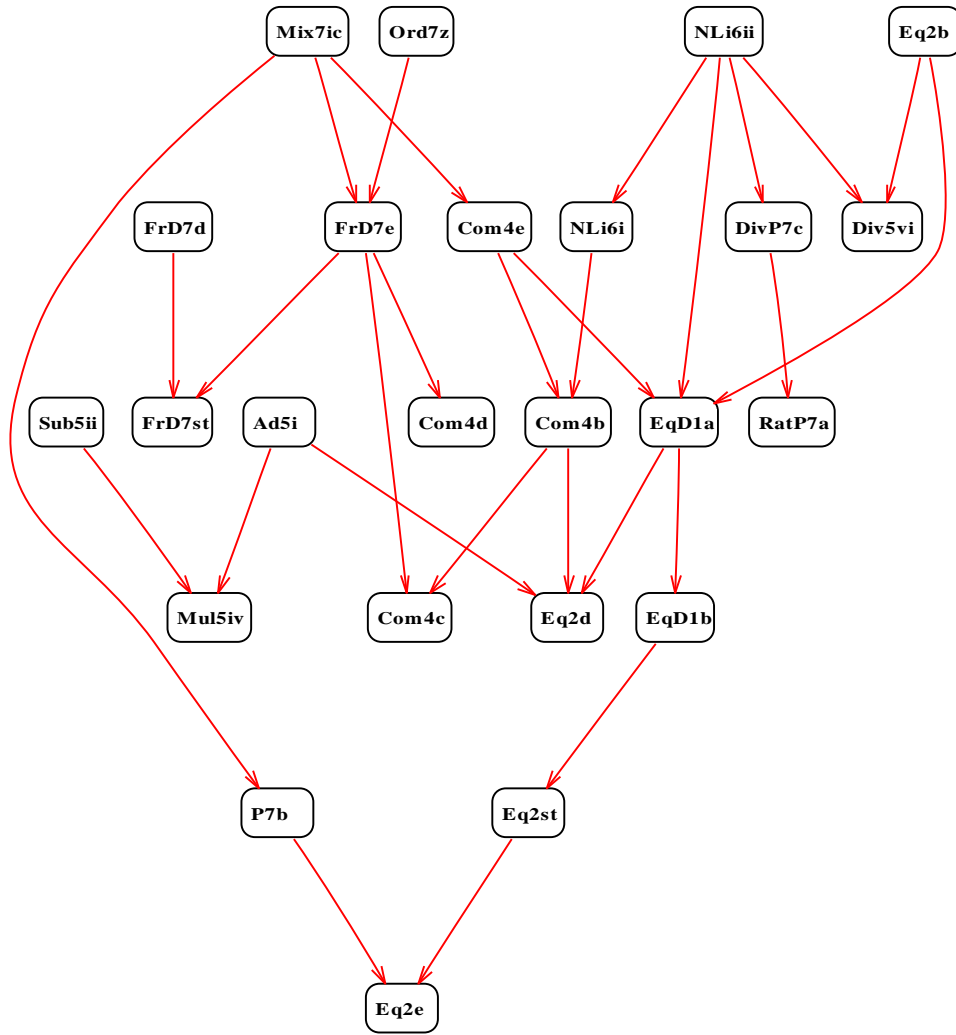 Mix7ic
Ord7z
NLi6ii
Eq2b
FrD7d
FrD7e
Com4e
NLi6i
DivP7c
Div5vi
Sub5ii
FrD7st
Ad5i
Com4d
Com4b
EqD1a
RatP7a
Mul5iv
Com4c
Eq2d
EqD1b
P7b
Eq2st
Eq2e